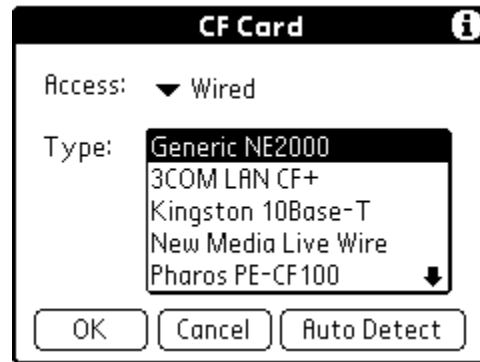 CF Card
Access: Wired
Type: Generic NE2000
3COM LAN CF+
Kingston 10Base-T
New Media Live Wire
Pharos PE-CF100
OK Cancel Auto Detect